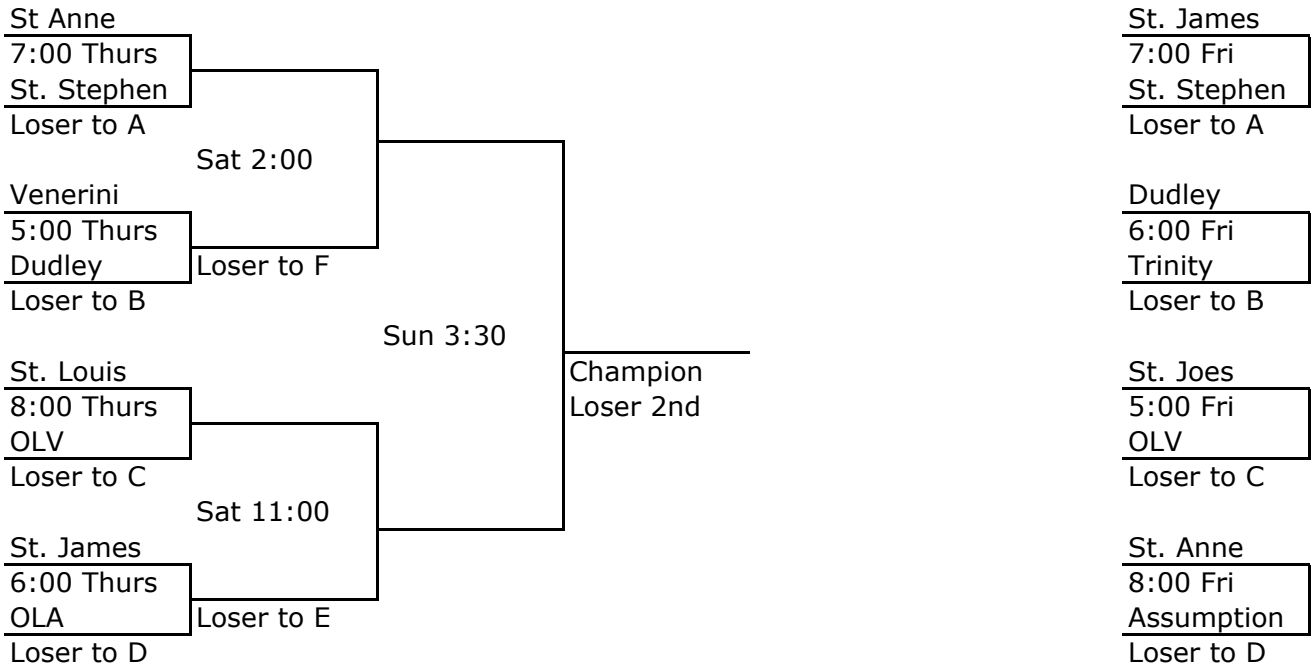 St Anne
7:00 Thurs
St. Stephen
Loser to A
Sat 2:00
Venerini
5:00 Thurs
Dudley
Loser to F
Loser to B
Sun 3:30
St. Louis
Champion
8:00 Thurs
Loser 2nd
OLV
Loser to C
Sat 11:00
St. James
6:00 Thurs
OLA
Loser to E
Loser to D
St. James
7:00 Fri
St. Stephen
Loser to A
Dudley
6:00 Fri
Trinity
Loser to B
St. Joes
5:00 Fri
OLV
Loser to C
St. Anne
8:00 Fri
Assumption
Loser to D